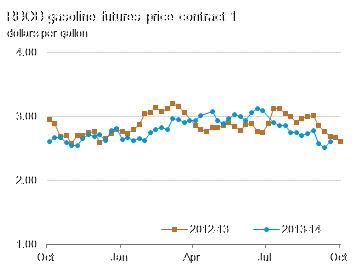 RBOB gasoline futures price contract 1
dollars per gallon
4.00
3.00
2.00
1.00
Oct Jan Apr Jul Oct
2012-13 2013-14